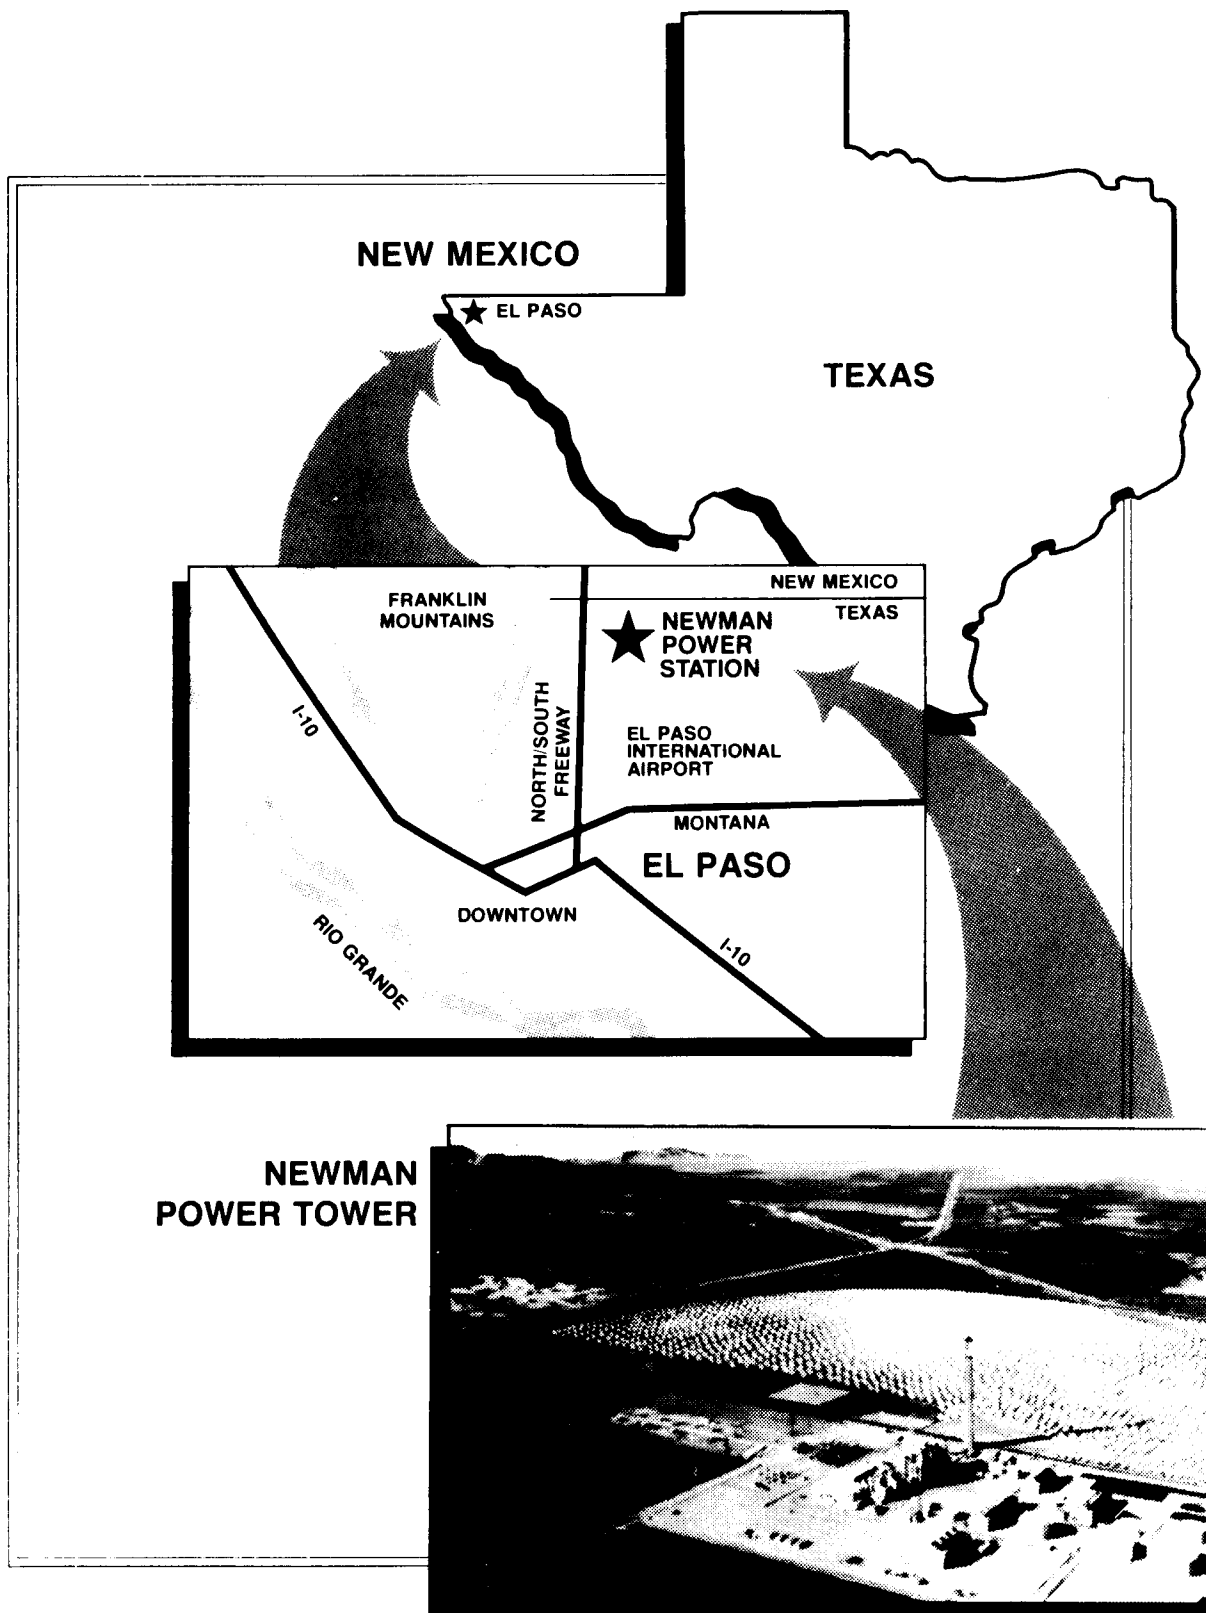 NEW MEXICO
EL PASO
TEXAS
NEW MEXICO
TEXAS
FRANKLIN
MOUNTAINS
NEWMAN
POWER
STATION
I-10
NORTH/SOUTH
FREEWAY
EL PASO
INTERNATIONAL
AIRPORT
MONTANA
EL PASO
DOWNTOWN
RIO GRANDE
I-10
NEWMAN
POWER TOWER